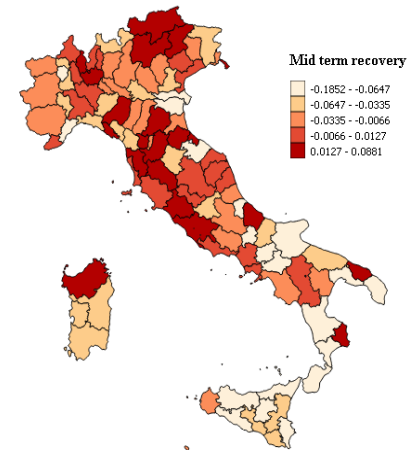 Mid term recovery
-0.1852 - -0.0647
-0.0647 - -0.0335
-0.0335 - -0.0066
-0.0066 - 0.0127
0.0127 - 0.0881